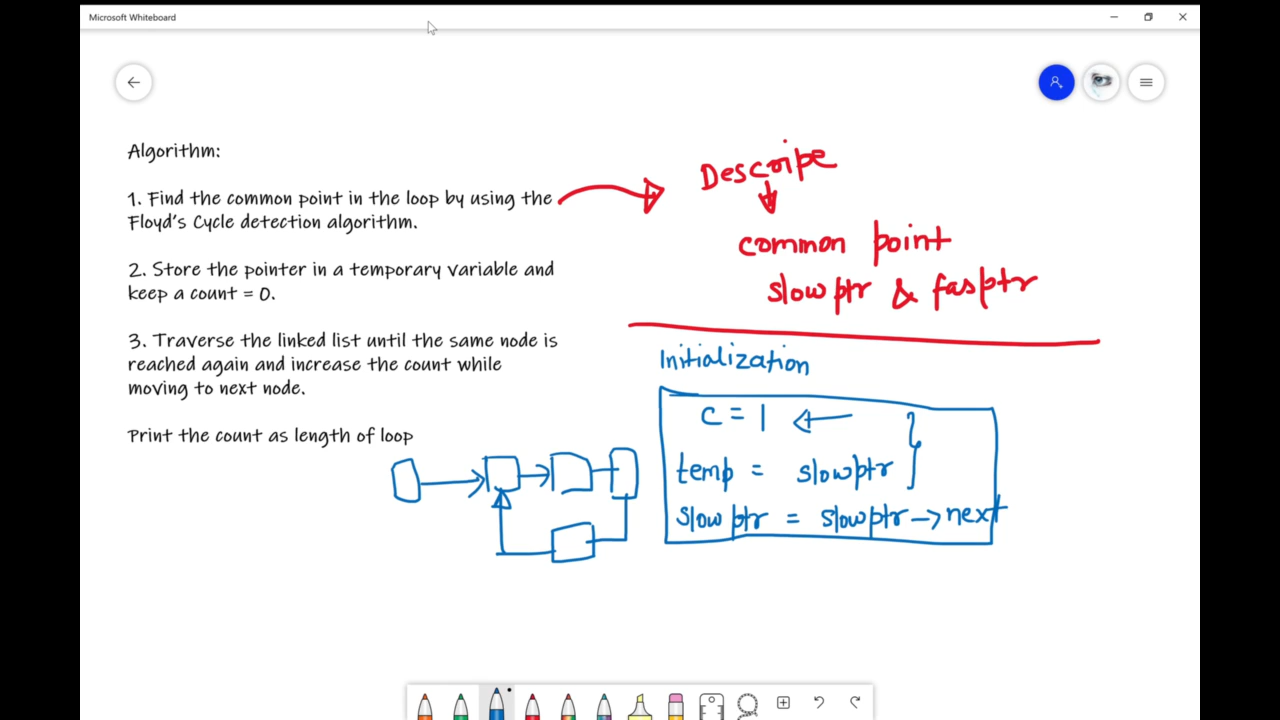 Microsoft Whiteboard
Algorithm:
1. Find the common point in the loop by using the
Floyd's Cycle detection algorithm.
2. Store the pointer in a temporary variable and
keep a count = 0.
3. Traverse the linked list until the same node is
reached again and increase the count while
moving to next node.
Print the count as length of loop
Descripe
common point
slowptr & fasptr
Initialization
c = 1
temp = slowptr
slowptr = slowptr → next